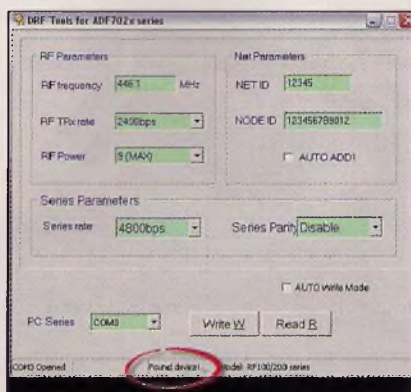 DRF Tools for ADF702x series
RF Parameters
RF frequency 446.1 MHz
RF TRx rate 2400bps
RF Power 9 (MAX)
Net Parameters
NET ID 12345
NODE ID 123456789012
AUTO ADD1
Series Parameters
Series rate 4800bps
Series Parity Disable
AUTO Write Mode
PC Series COM3
Write W Read R
COM3 Opened Found device! Model: RF100/200 series